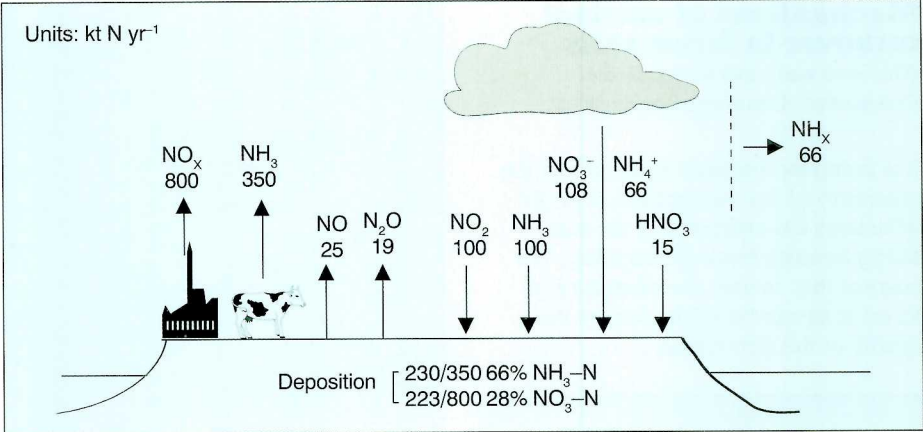 Units: kt N yr⁻¹
NHₓ
66
NOₓ
800
NH₃
350
NO₃⁻
108
NH₄⁺
66
NO
25
N₂O
19
NO₂
100
NH₃
100
HNO₃
15
Deposition
230/350 66% NH₃–N
223/800 28% NO₃–N